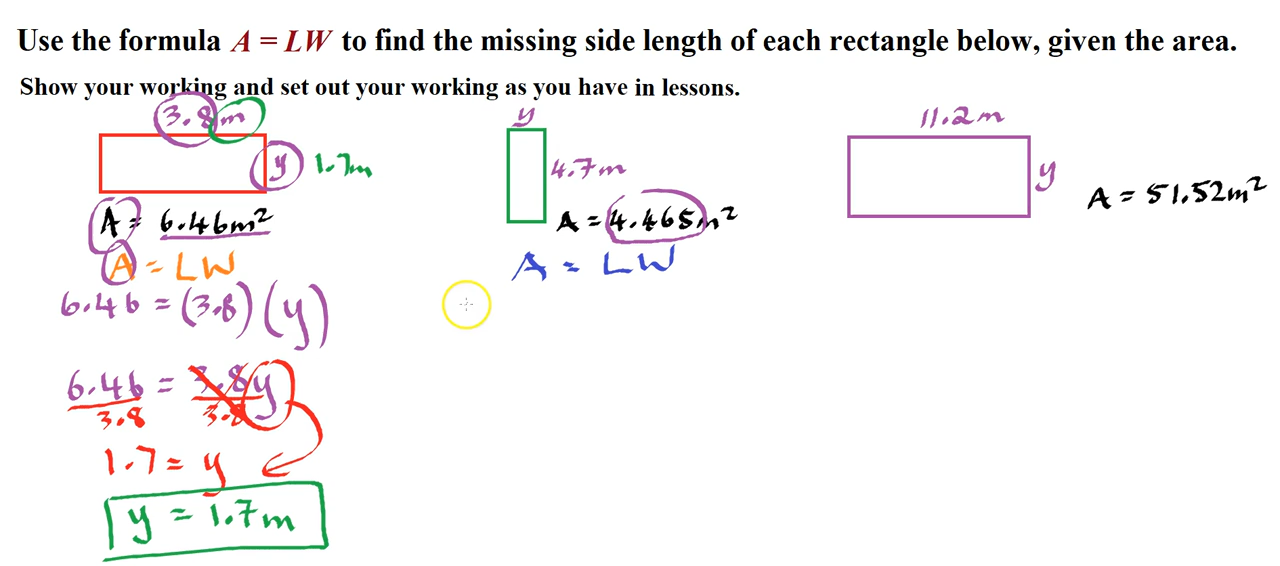 Use the formula A = LW to find the missing side length of each rectangle below, given the area.
Show your working and set out your working as you have in lessons.
3.8m
y 1.7m
A = 6.46m²
A = LW
6.46 = (3.8)(y)
6.46 = 3.8y
3.8 3.8
1.7 = y
y = 1.7m
y
4.7m
A = 4.465m²
A = LW
11.2m
y
A = 51.52m²